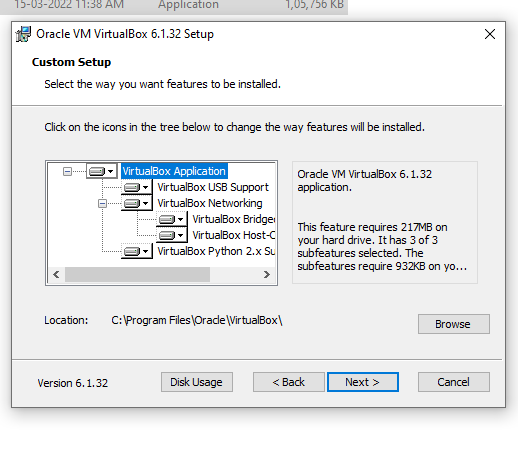 15-03-2022 11:38 AM Application 1,05,756 KB
Oracle VM VirtualBox 6.1.32 Setup
Custom Setup
Select the way you want features to be installed.
Click on the icons in the tree below to change the way features will be installed.
VirtualBox Application
VirtualBox USB Support
VirtualBox Networking
VirtualBox Bridge
VirtualBox Host-C
VirtualBox Python 2.x Su
Oracle VM VirtualBox 6.1.32
application.
This feature requires 217MB on
your hard drive. It has 3 of 3
subfeatures selected. The
subfeatures require 932KB on yo...
Location: C:\Program Files\Oracle\VirtualBox\
Browse
Version 6.1.32
Disk Usage
< Back
Next >
Cancel